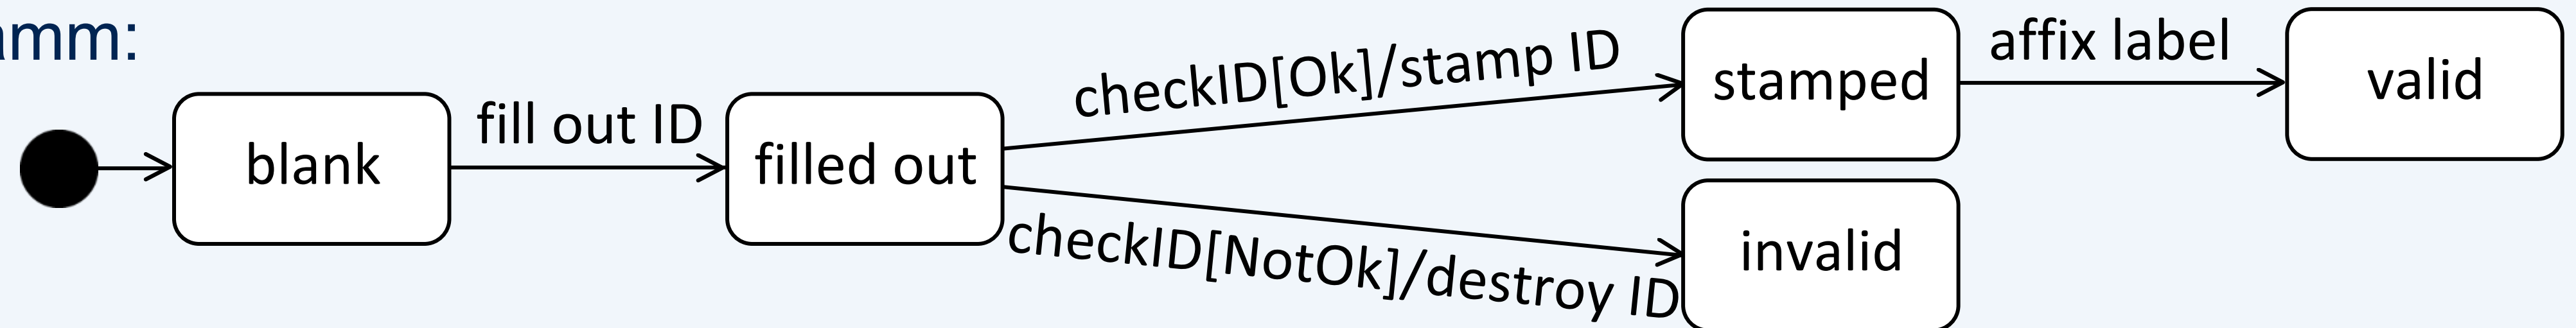 amm:
blank
fill out ID
filled out
checkID[Ok]/stamp ID
stamped
affix label
valid
checkID[NotOk]/destroy ID
invalid